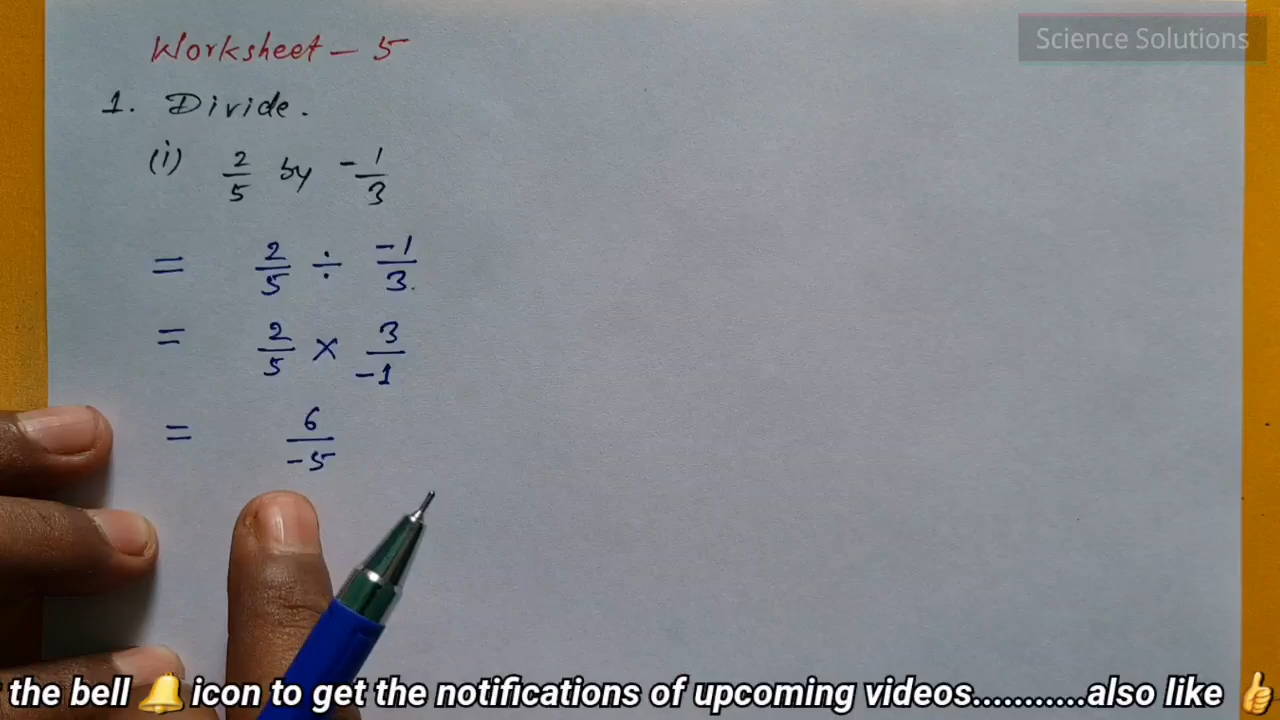 Worksheet - 5
Science Solutions
1. Divide.
(i) 2/5 by -1/3
= 2/5 ÷ -1/3
= 2/5 × 3/-1
= 6/-5
the bell 🔔 icon to get the notifications of upcoming videos...........also like 👍